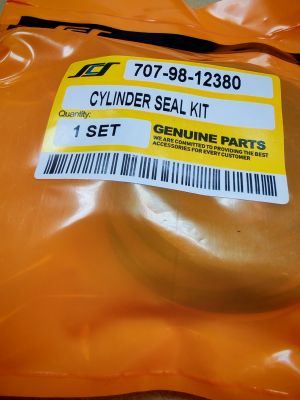 SCS
707-98-12380
CYLINDER SEAL KIT
Quantity:
1 SET
GENUINE PARTS
WE ARE COMMITTED TO PROVIDING THE BEST
ACCESSORIES FOR EVERY CUSTOMER